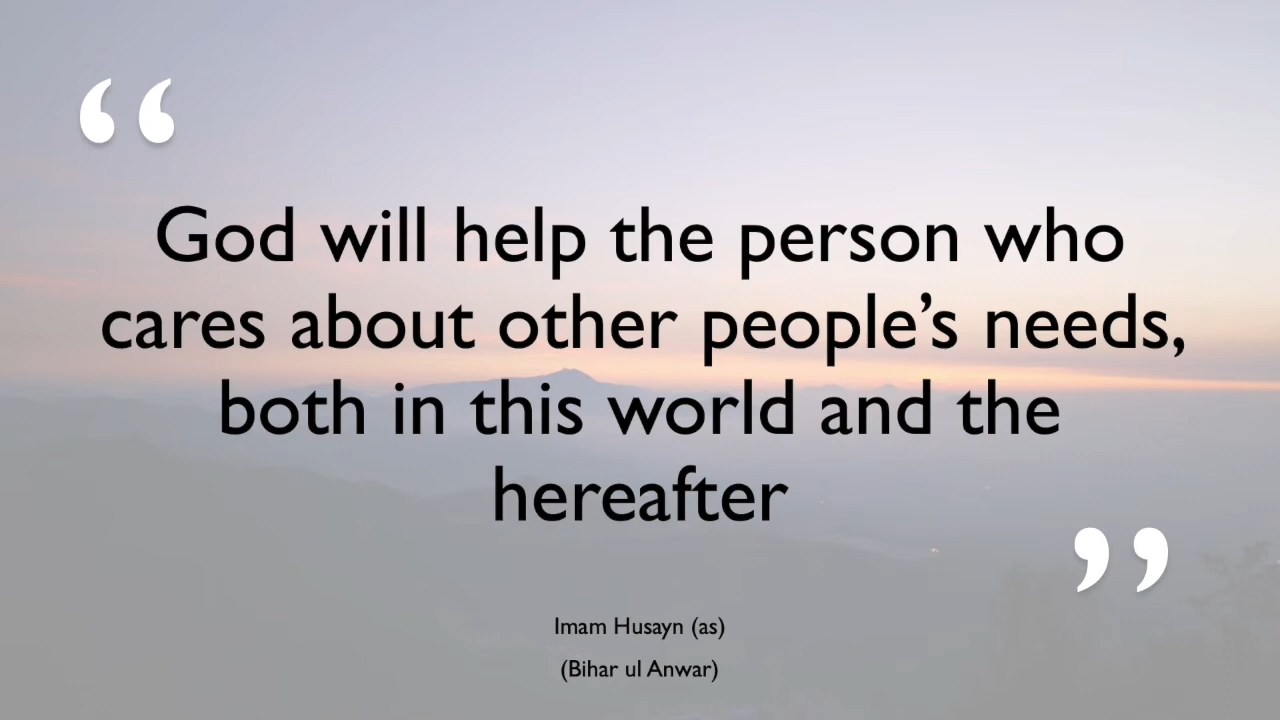 “
God will help the person who
cares about other people’s needs,
both in this world and the
hereafter
”
Imam Husayn (as)
(Bihar ul Anwar)